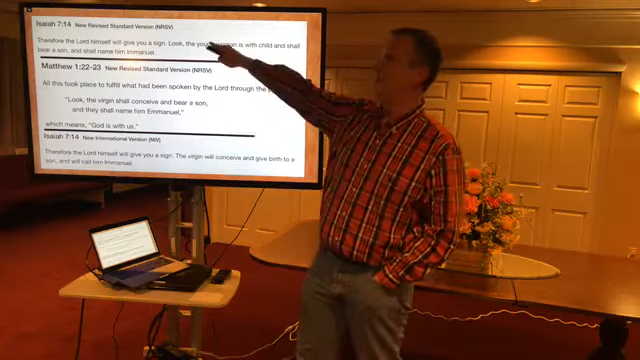 Isaiah 7:14 New Revised Standard Version (NRSV)
Therefore the Lord himself will give you a sign. Look, the young is with child and shall
bear a son, and shall name him Immanuel.
Matthew 1:22-23 New Revised Standard Version (NRSV)
All this took place to fulfill what had been spoken by the Lord through the
"Look, the virgin shall conceive and bear a son,
and they shall name him Emmanuel,"
which means, "God is with us."
Isaiah 7:14 New International Version (NIV)
Therefore the Lord himself will give you a sign: The virgin will conceive and give birth to a
son, and will call him Immanuel.